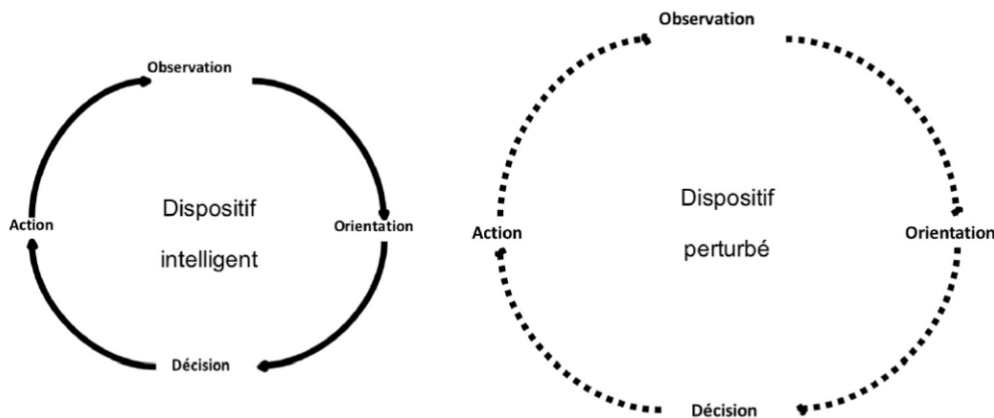 Observation
Dispositif
intelligent
Action
Orientation
Décision
Observation
Dispositif
perturbé
Action
Orientation
Décision